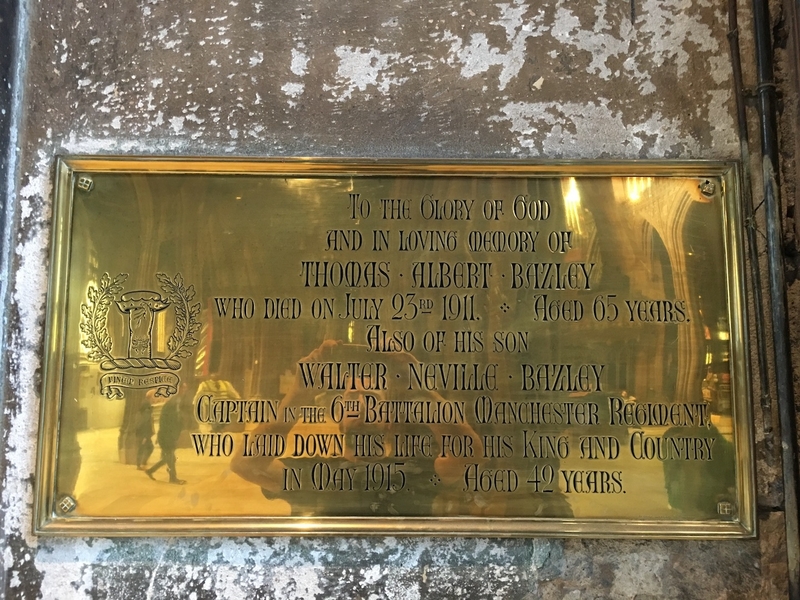 To the Glory of God
and in loving memory of
THOMAS · ALBERT · BAZLEY
who died on July 23RD 1911. Aged 65 years.
Also of his son
WALTER · NEVILLE · BAZLEY
Captain in the 6TH Battalion Manchester Regiment,
who laid down his life for his King and Country
in May 1915. Aged 42 years.
FINEM RESPICE